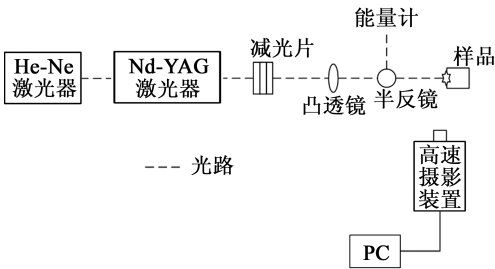 能量计
减光片
样品
He-Ne
激光器
Nd-YAG
激光器
凸透镜
半反镜
光路
高速
摄影
装置
PC